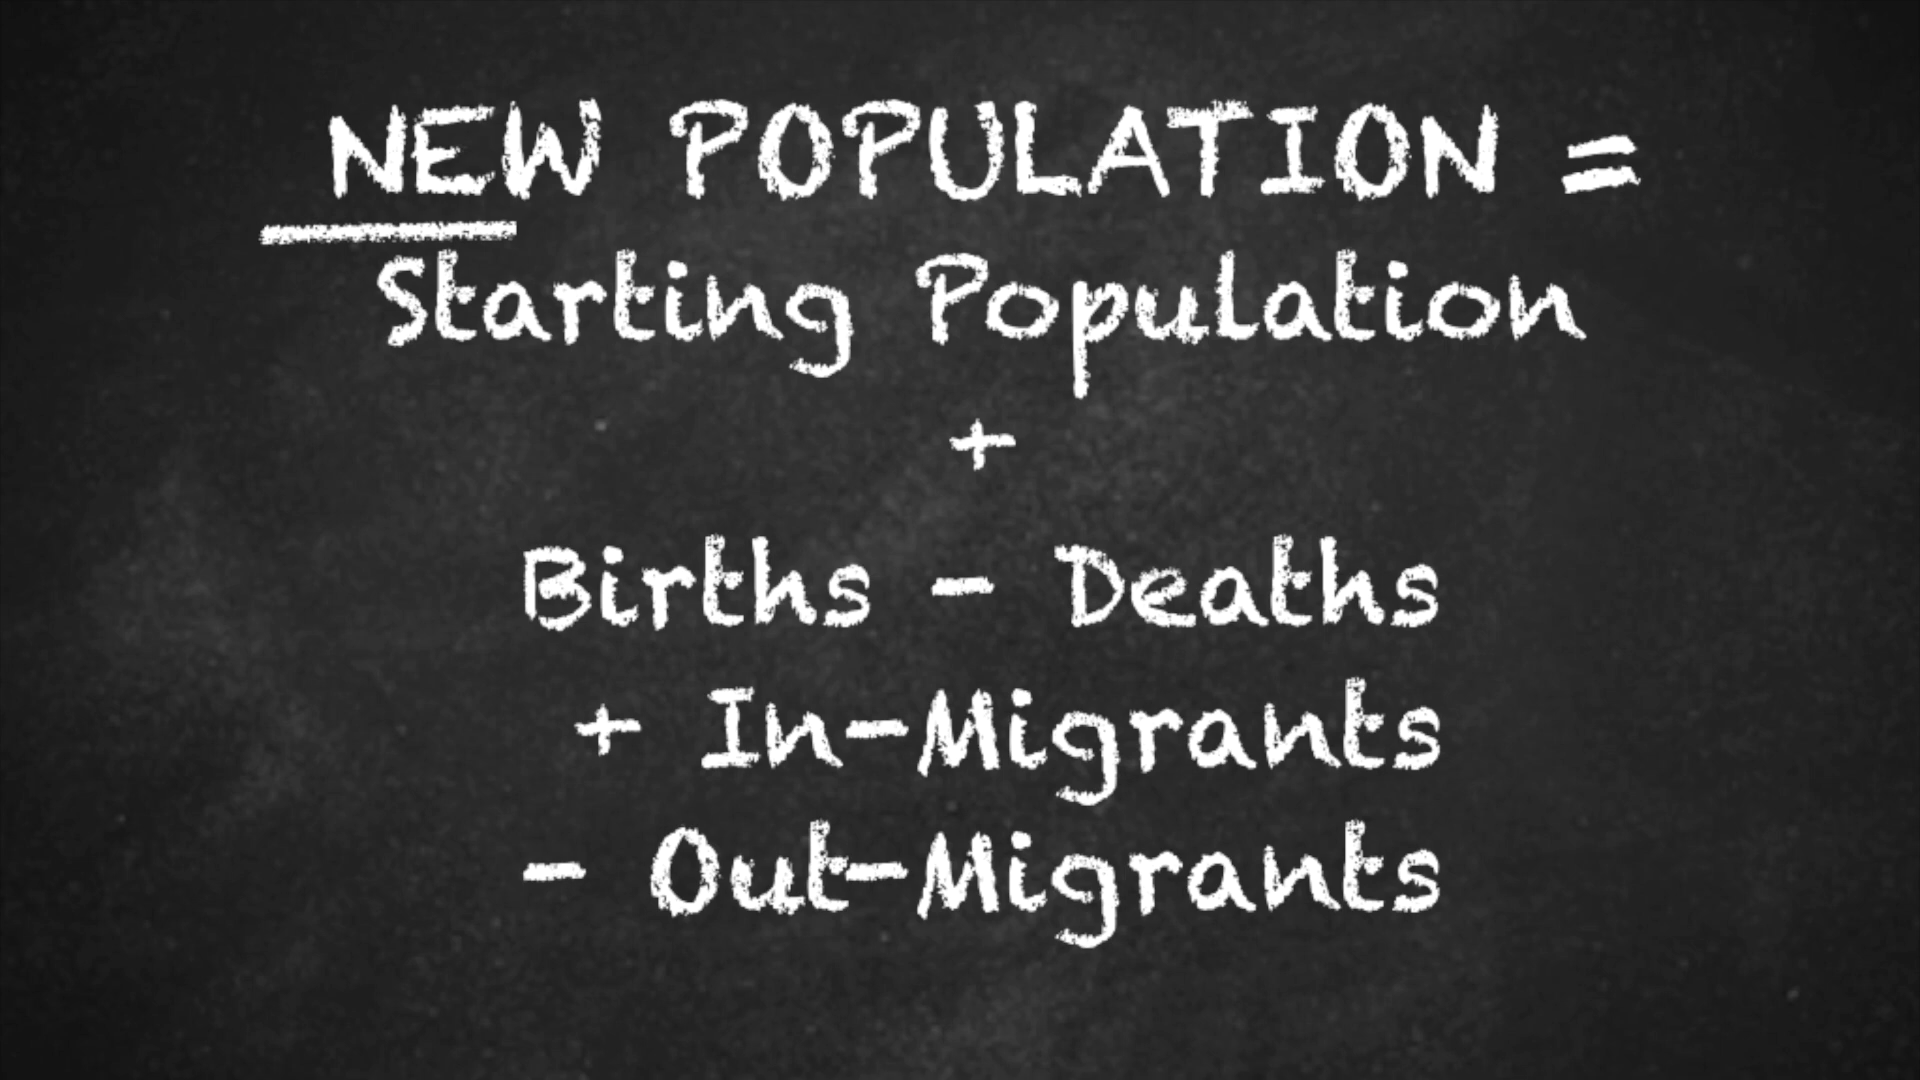 NEW POPULATION =
Starting Population
+
Births - Deaths
+ In-Migrants
- Out-Migrants